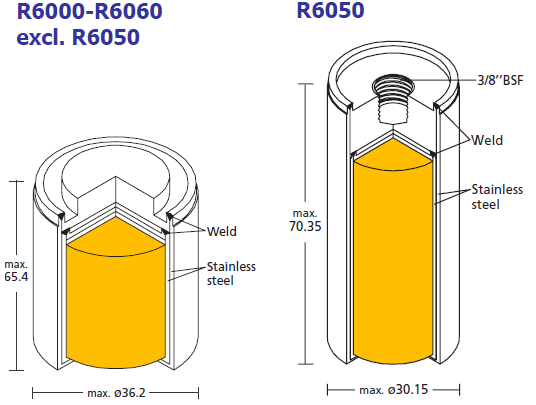 R6000-R6060
excl. R6050
Weld
Stainless
steel
max.
65.4
max. ø36.2
R6050
3/8’’BSF
Weld
Stainless
steel
max.
70.35
max. ø30.15